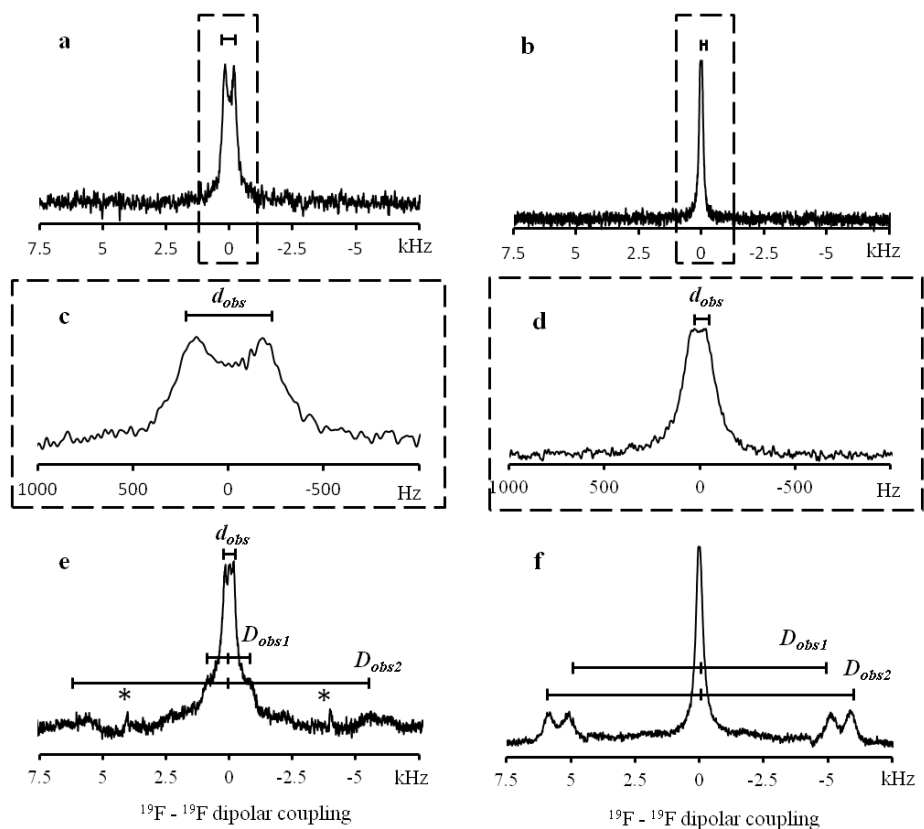 a
7.5 5 2.5 0 -2.5 -5 kHz
b
7.5 5 2.5 0 -2.5 -5 kHz
c
d_obs
1000 500 0 -500 Hz
d
d_obs
1000 500 0 -500 Hz
e
d_obs
D_obs1
D_obs2
* *
7.5 5 2.5 0 -2.5 -5 kHz
¹⁹F - ¹⁹F dipolar coupling
f
D_obs1
D_obs2
7.5 5 2.5 0 -2.5 -5 kHz
¹⁹F - ¹⁹F dipolar coupling